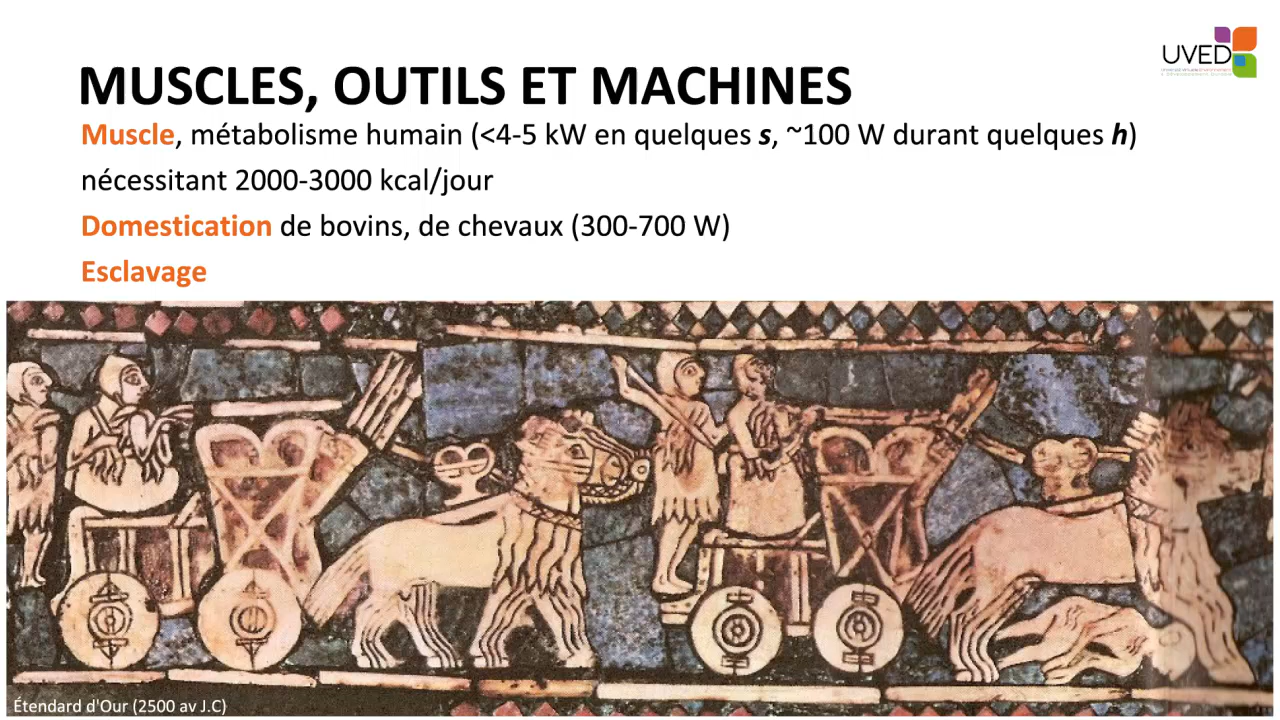 UVED
MUSCLES, OUTILS ET MACHINES
Muscle, métabolisme humain (<4-5 kW en quelques s, ~100 W durant quelques h)
nécessitant 2000-3000 kcal/jour
Domestication de bovins, de chevaux (300-700 W)
Esclavage
Étendard d'Our (2500 av J.C)